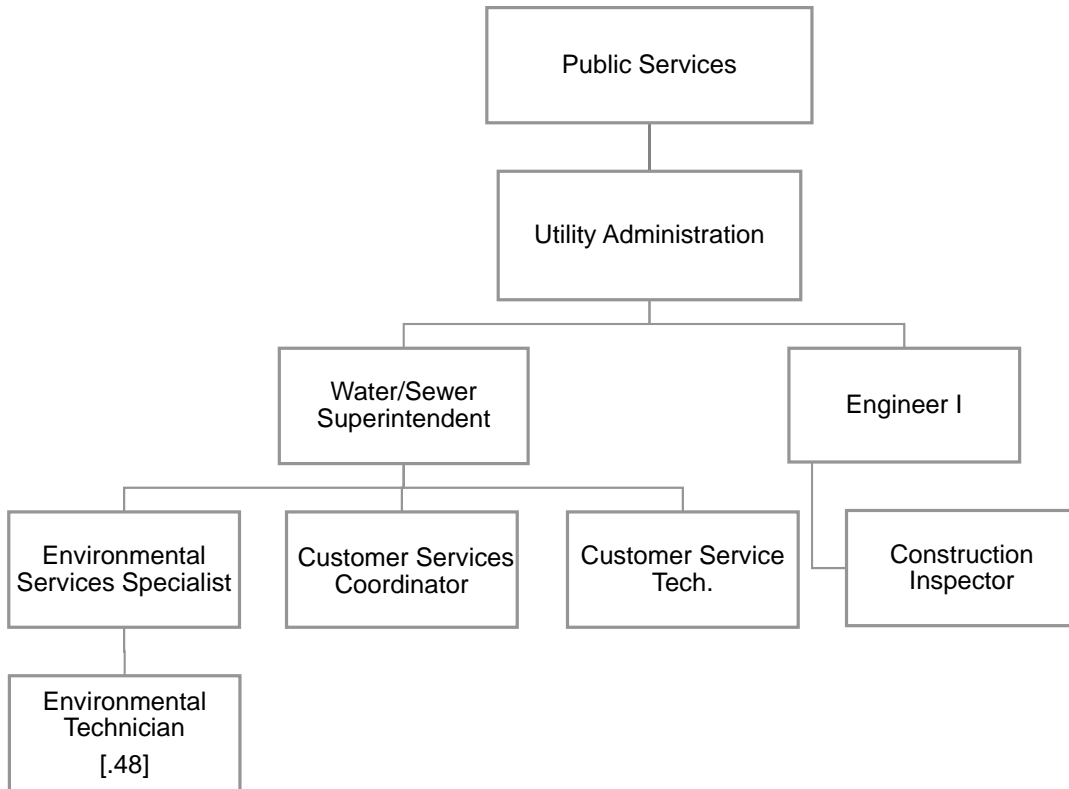 Public Services
Utility Administration
Water/Sewer
Superintendent
Engineer I
Environmental
Services Specialist
Customer Services
Coordinator
Customer Service
Tech.
Construction
Inspector
Environmental
Technician
[.48]